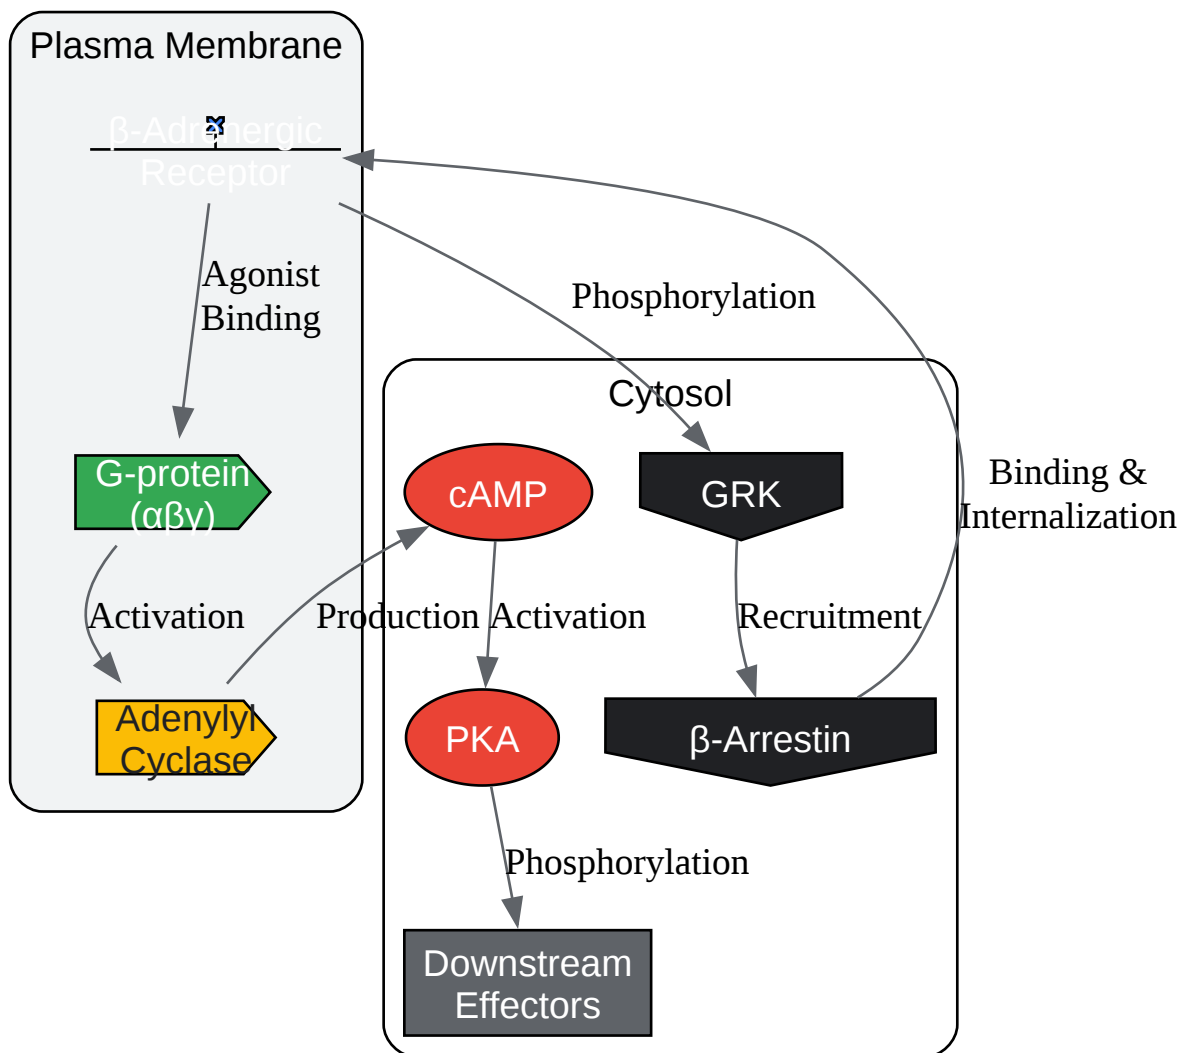 Plasma Membrane
β-Adrenergic
Receptor
Agonist
Binding
Phosphorylation
Cytosol
G-protein
(αβγ)
cAMP
GRK
Binding &
Internalization
Activation
Production
Activation
Recruitment
Adenylyl
Cyclase
PKA
β-Arrestin
Phosphorylation
Downstream
Effectors